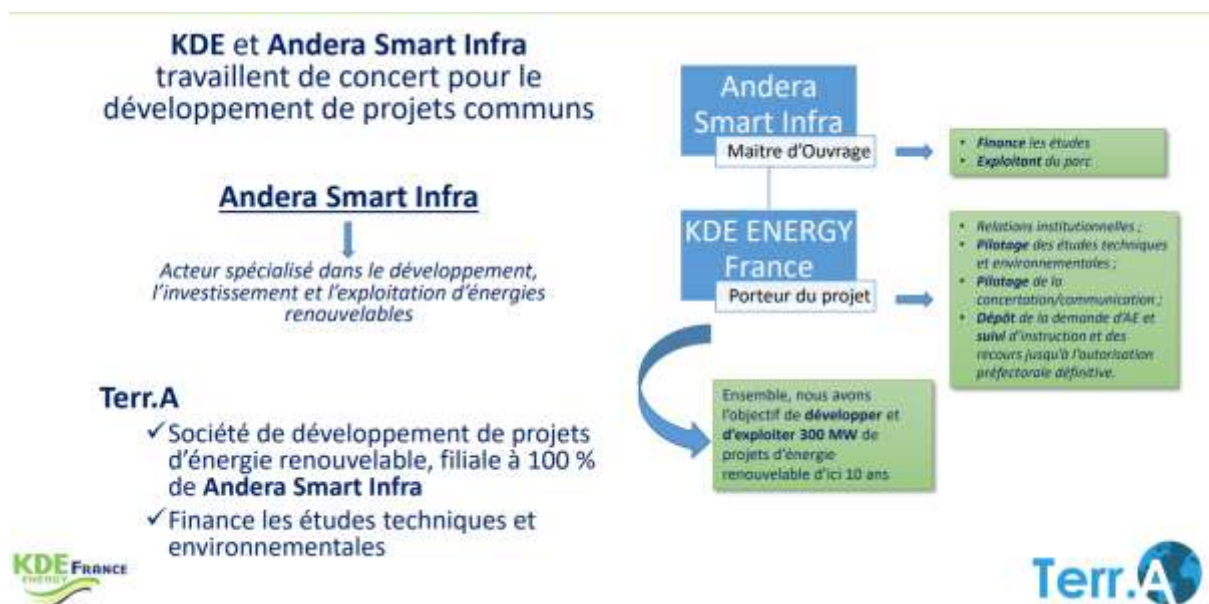 KDE et Andera Smart Infra
travaillent de concert pour le
développement de projets communs
Andera Smart Infra
Acteur spécialisé dans le développement,
l'investissement et l'exploitation d'énergies
renouvelables
Terr.A
✓Société de développement de projets
d'énergie renouvelable, filiale à 100 %
de Andera Smart Infra
✓Finance les études techniques et
environnementales
Andera
Smart Infra
Maitre d'Ouvrage
• Finance les études
• Exploitant du parc
KDE ENERGY
France
Porteur du projet
• Relations institutionnelles ;
• Pilotage des études techniques
et environnementales ;
• Pilotage de la
concertation/communication ;
• Dépôt de la demande d'AE et
suivi d'instruction et des
recours jusqu'à l'autorisation
préfectorale définitive.
Ensemble, nous avons
l'objectif de développer et
d'exploiter 300 MW de
projets d'énergie
renouvelable d'ici 10 ans
KDE FRANCE
ENERGY
Terr.A